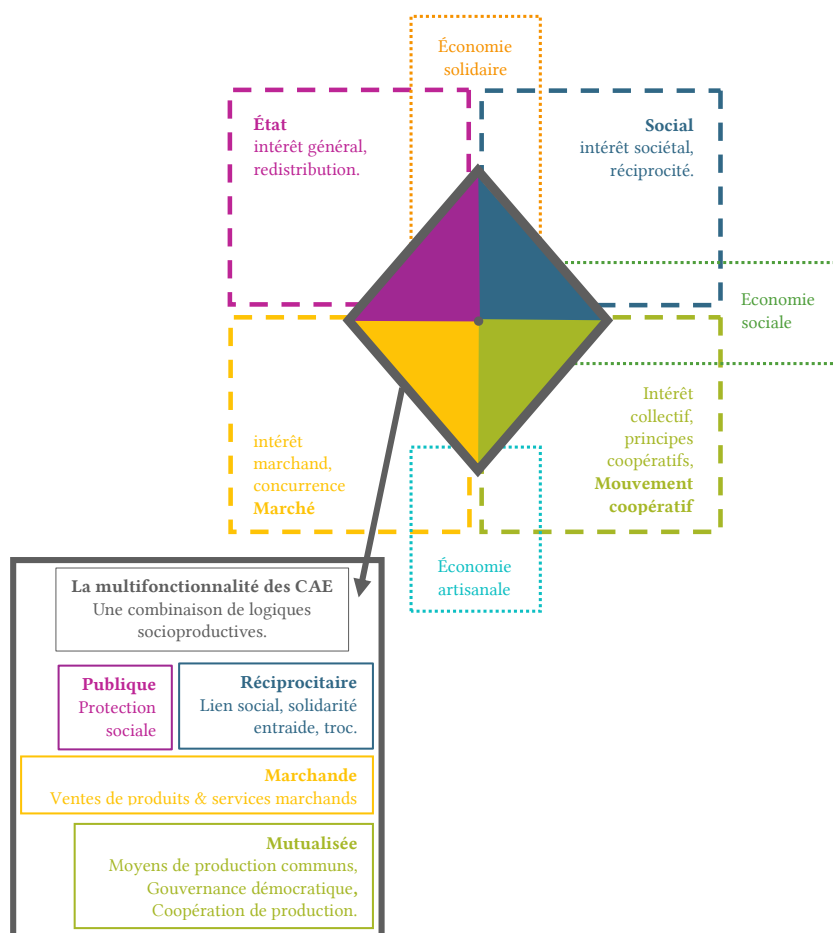 Économie
solidaire
État
intérêt général,
redistribution.
Social
intérêt sociétal,
réciprocité.
Economie
sociale
intérêt
marchand,
concurrence
Marché
Intérêt
collectif,
principes
coopératifs,
Mouvement
coopératif
Économie
artisanale
La multifonctionnalité des CAE
Une combinaison de logiques
socioproductives.
Publique
Protection
sociale
Réciprocitaire
Lien social, solidarité
entraide, troc.
Marchande
Ventes de produits & services marchands
Mutualisée
Moyens de production communs,
Gouvernance démocratique,
Coopération de production.